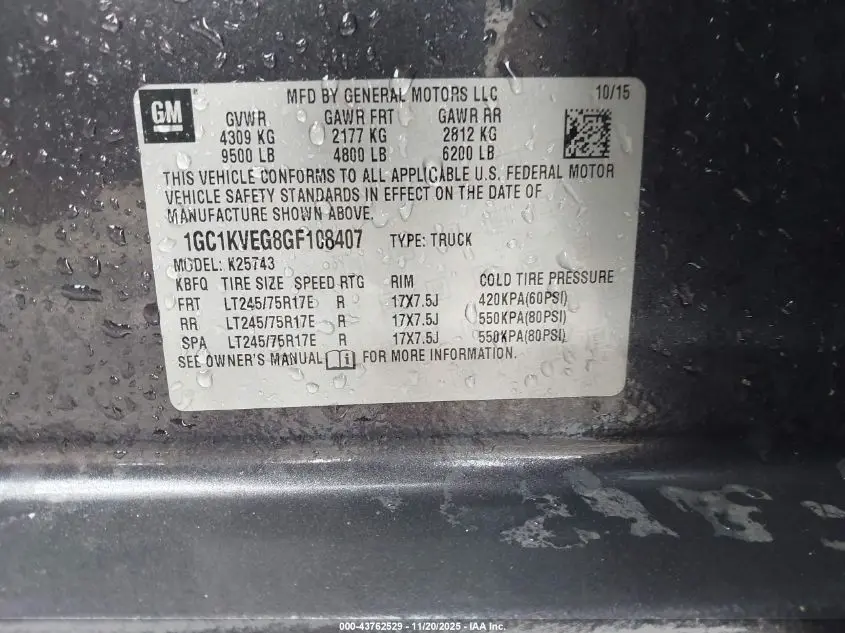 GM
MFD BY GENERAL MOTORS LLC 10/15
GVWR GAWR FRT GAWR RR
4309 KG 2177 KG 2812 KG
9500 LB 4800 LB 6200 LB
THIS VEHICLE CONFORMS TO ALL APPLICABLE U.S. FEDERAL MOTOR
VEHICLE SAFETY STANDARDS IN EFFECT ON THE DATE OF
MANUFACTURE SHOWN ABOVE.
1GC1KVEG8GF108407 TYPE: TRUCK
MODEL: K25743
KBFQ TIRE SIZE SPEED RTG RIM COLD TIRE PRESSURE
FRT LT245/75R17E R 17X7.5J 420KPA(60PSI)
RR LT245/75R17E R 17X7.5J 550KPA(80PSI)
SPA LT245/75R17E R 17X7.5J 550KPA(80PSI)
SEE OWNER'S MANUAL FOR MORE INFORMATION.
000-43762529 - 11/20/2025 - IAA Inc.